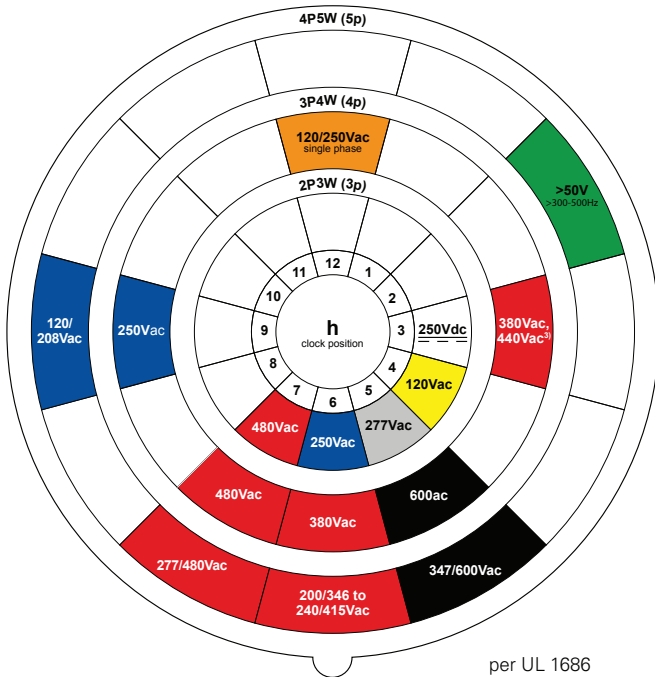 4P5W (5p)
3P4W (4p)
120/250Vac
single phase
2P3W (3p)
>50V
>300-500Hz
11
12
1
10
2
120/
208Vac
250Vac
9
h
clock position
3
250Vdc
380Vac,
440Vac3)
8
4
120Vac
7
6
5
480Vac
250Vac
277Vac
480Vac
380Vac
600ac
277/480Vac
200/346 to
240/415Vac
347/600Vac
per UL 1686